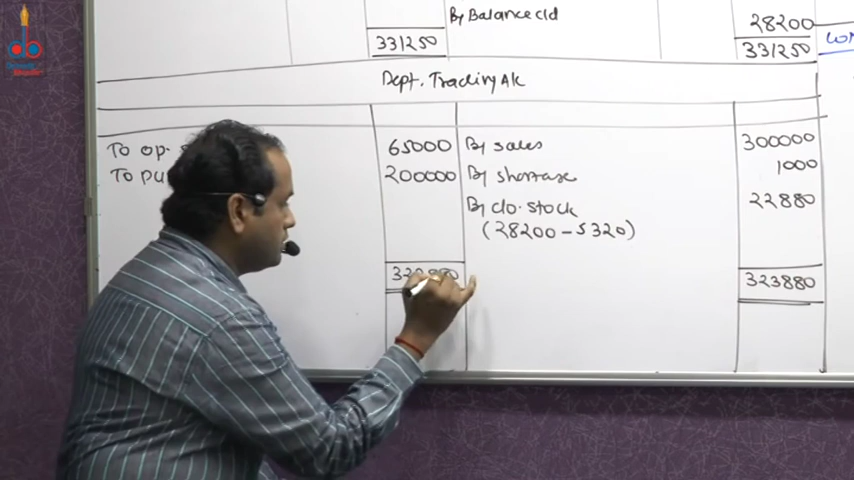 By Balance c/d
28200
331250
331250
Dept. Trading A/c
To op.
65000
By sales
300000
To pu
200000
By shortage
1000
By clo. stock
22880
(28200 - 5320)
323880